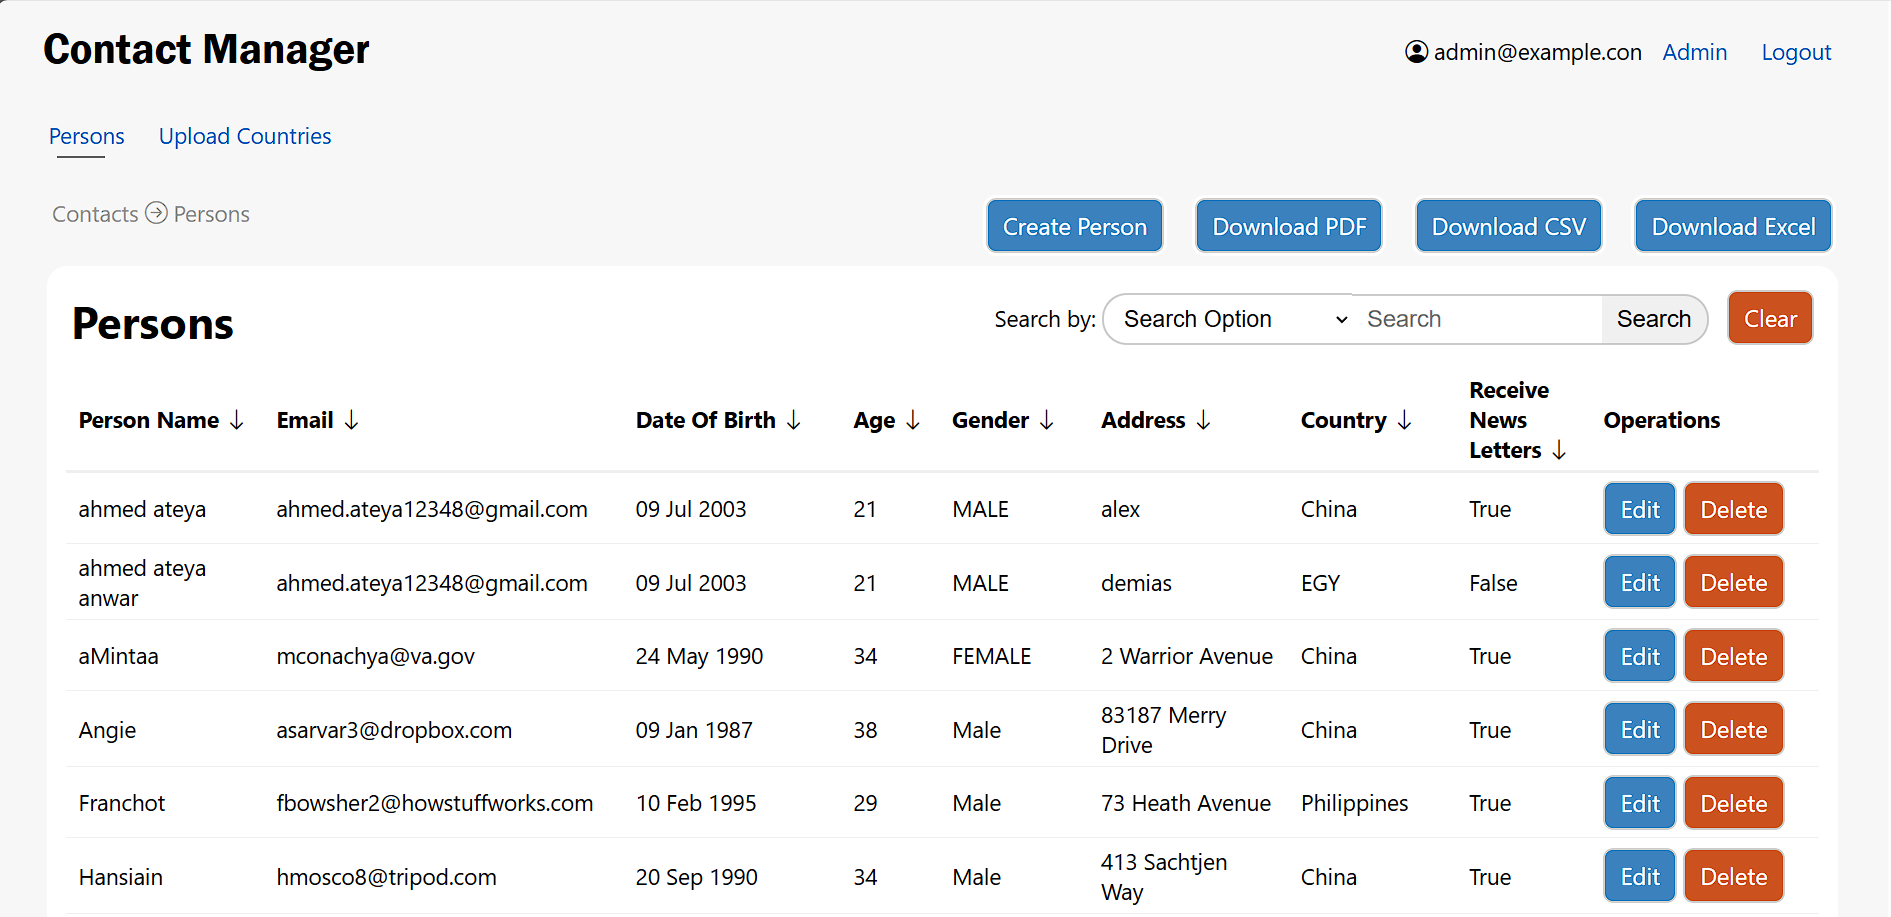 Contact Manager
admin@example.con Admin Logout
Persons Upload Countries
Contacts Persons
Create Person Download PDF Download CSV Download Excel
Persons
Search by: Search Option Search Search Clear
Person Name Email Date Of Birth Age Gender Address Country Receive News Letters Operations
ahmed ateya ahmed.ateya12348@gmail.com 09 Jul 2003 21 MALE alex China True Edit Delete
ahmed ateya anwar ahmed.ateya12348@gmail.com 09 Jul 2003 21 MALE demias EGY False Edit Delete
aMintaa mconachya@va.gov 24 May 1990 34 FEMALE 2 Warrior Avenue China True Edit Delete
Angie asarvar3@dropbox.com 09 Jan 1987 38 Male 83187 Merry Drive China True Edit Delete
Franchot fbowsher2@howstuffworks.com 10 Feb 1995 29 Male 73 Heath Avenue Philippines True Edit Delete
Hansiain hmosco8@tripod.com 20 Sep 1990 34 Male 413 Sachtjen Way China True Edit Delete